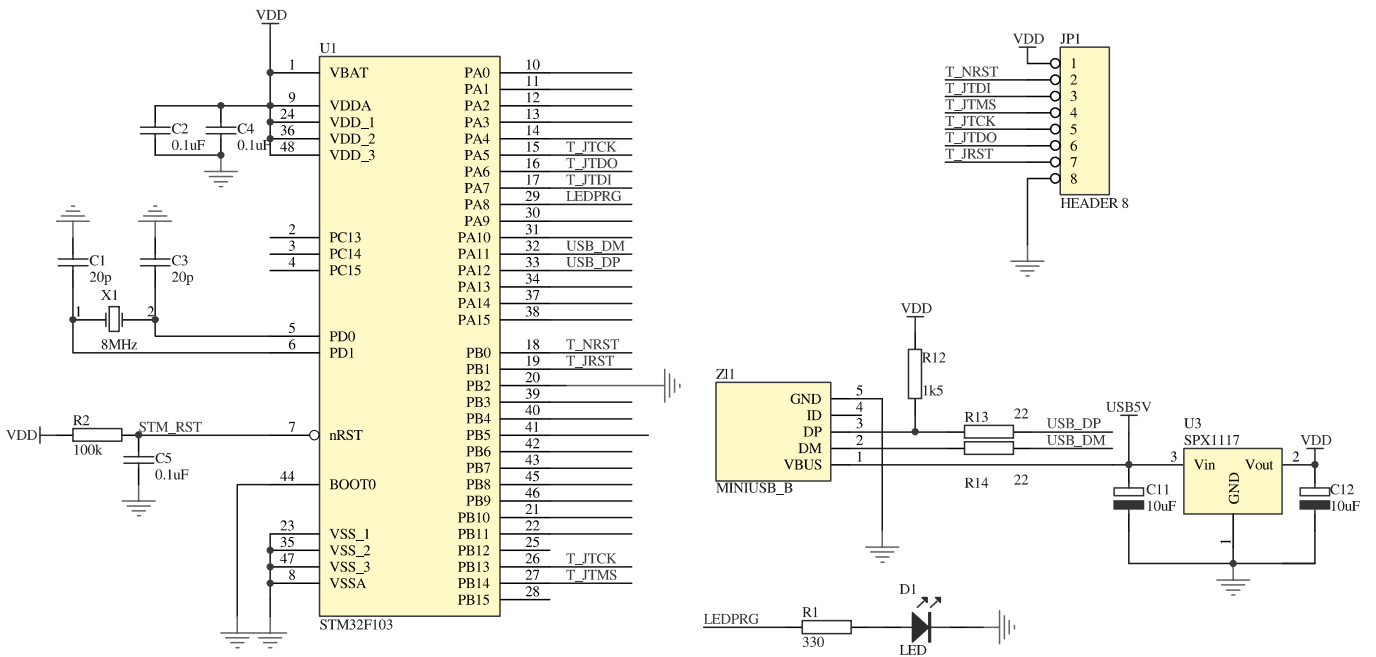 VDD
U1
1 VBAT
9 VDDA
24 VDD_1
36 VDD_2
48 VDD_3
C2
0.1uF
C4
0.1uF
C1
20p
C3
20p
X1
1 2
8MHz
2 PC13
3 PC14
4 PC15
5 PD0
6 PD1
VDD
R2
100k
STM_RST
7 nRST
C5
0.1uF
44 BOOT0
23 VSS_1
35 VSS_2
47 VSS_3
8 VSSA
STM32F103
PA0 10
PA1 11
PA2 12
PA3 13
PA4 14
PA5 15 T_JTCK
PA6 16 T_JTDO
PA7 17 T_JTDI
PA8 29 LEDPRG
PA9 30
PA10 31
PA11 32 USB_DM
PA12 33 USB_DP
PA13 34
PA14 37
PA15 38
PB0 18 T_NRST
PB1 19 T_JRST
PB2 20
PB3 39
PB4 40
PB5 41
PB6 42
PB7 43
PB8 45
PB9 46
PB10 21
PB11 22
PB12 25
PB13 26 T_JTCK
PB14 27 T_JTMS
PB15 28
JP1
VDD
1
T_NRST 2
T_JTDI 3
T_JTMS 4
T_JTCK 5
T_JTDO 6
T_JRST 7
8
HEADER 8
VDD
R12
1k5
ZI1
GND 5
ID 4
DP 3
DM 2
VBUS 1
MINIUSB_B
R13 22
USB_DP
USB_DM
R14 22
USB5V
U3
SPX1117
3 Vin
Vout 2
GND
1
VDD
C11
10uF
C12
10uF
LEDPRG
R1
330
D1
LED